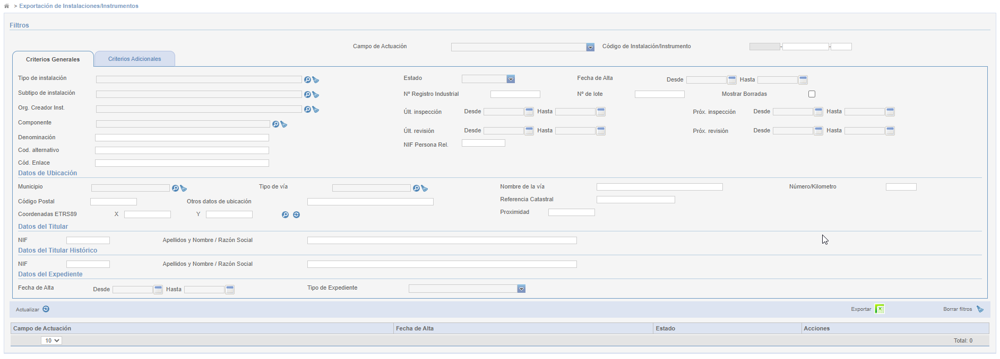 > Exportación de Instalaciones/Instrumentos
Filtros
Campo de Actuación Código de Instalación/Instrumento - -
Criterios Generales Criterios Adicionales
Tipo de instalación Estado Fecha de Alta Desde Hasta
Subtipo de instalación Nº Registro Industrial Nº de lote Mostrar Borradas
Org. Creador Inst. Últ. inspección Desde Hasta Próx. inspección Desde Hasta
Componente Últ. revisión Desde Hasta Próx. revisión Desde Hasta
Denominación NIF Persona Rel.
Cod. alternativo
Cód. Enlace
Datos de Ubicación
Municipio Tipo de vía Nombre de la vía Número/Kilometro
Código Postal Otros datos de ubicación Referencia Catastral
Coordenadas ETRS89 X Y Proximidad
Datos del Titular
NIF Apellidos y Nombre / Razón Social
Datos del Titular Histórico
NIF Apellidos y Nombre / Razón Social
Datos del Expediente
Fecha de Alta Desde Hasta Tipo de Expediente
Actualizar Exportar Borrar filtros
Campo de Actuación Fecha de Alta Estado Acciones
10 Total: 0